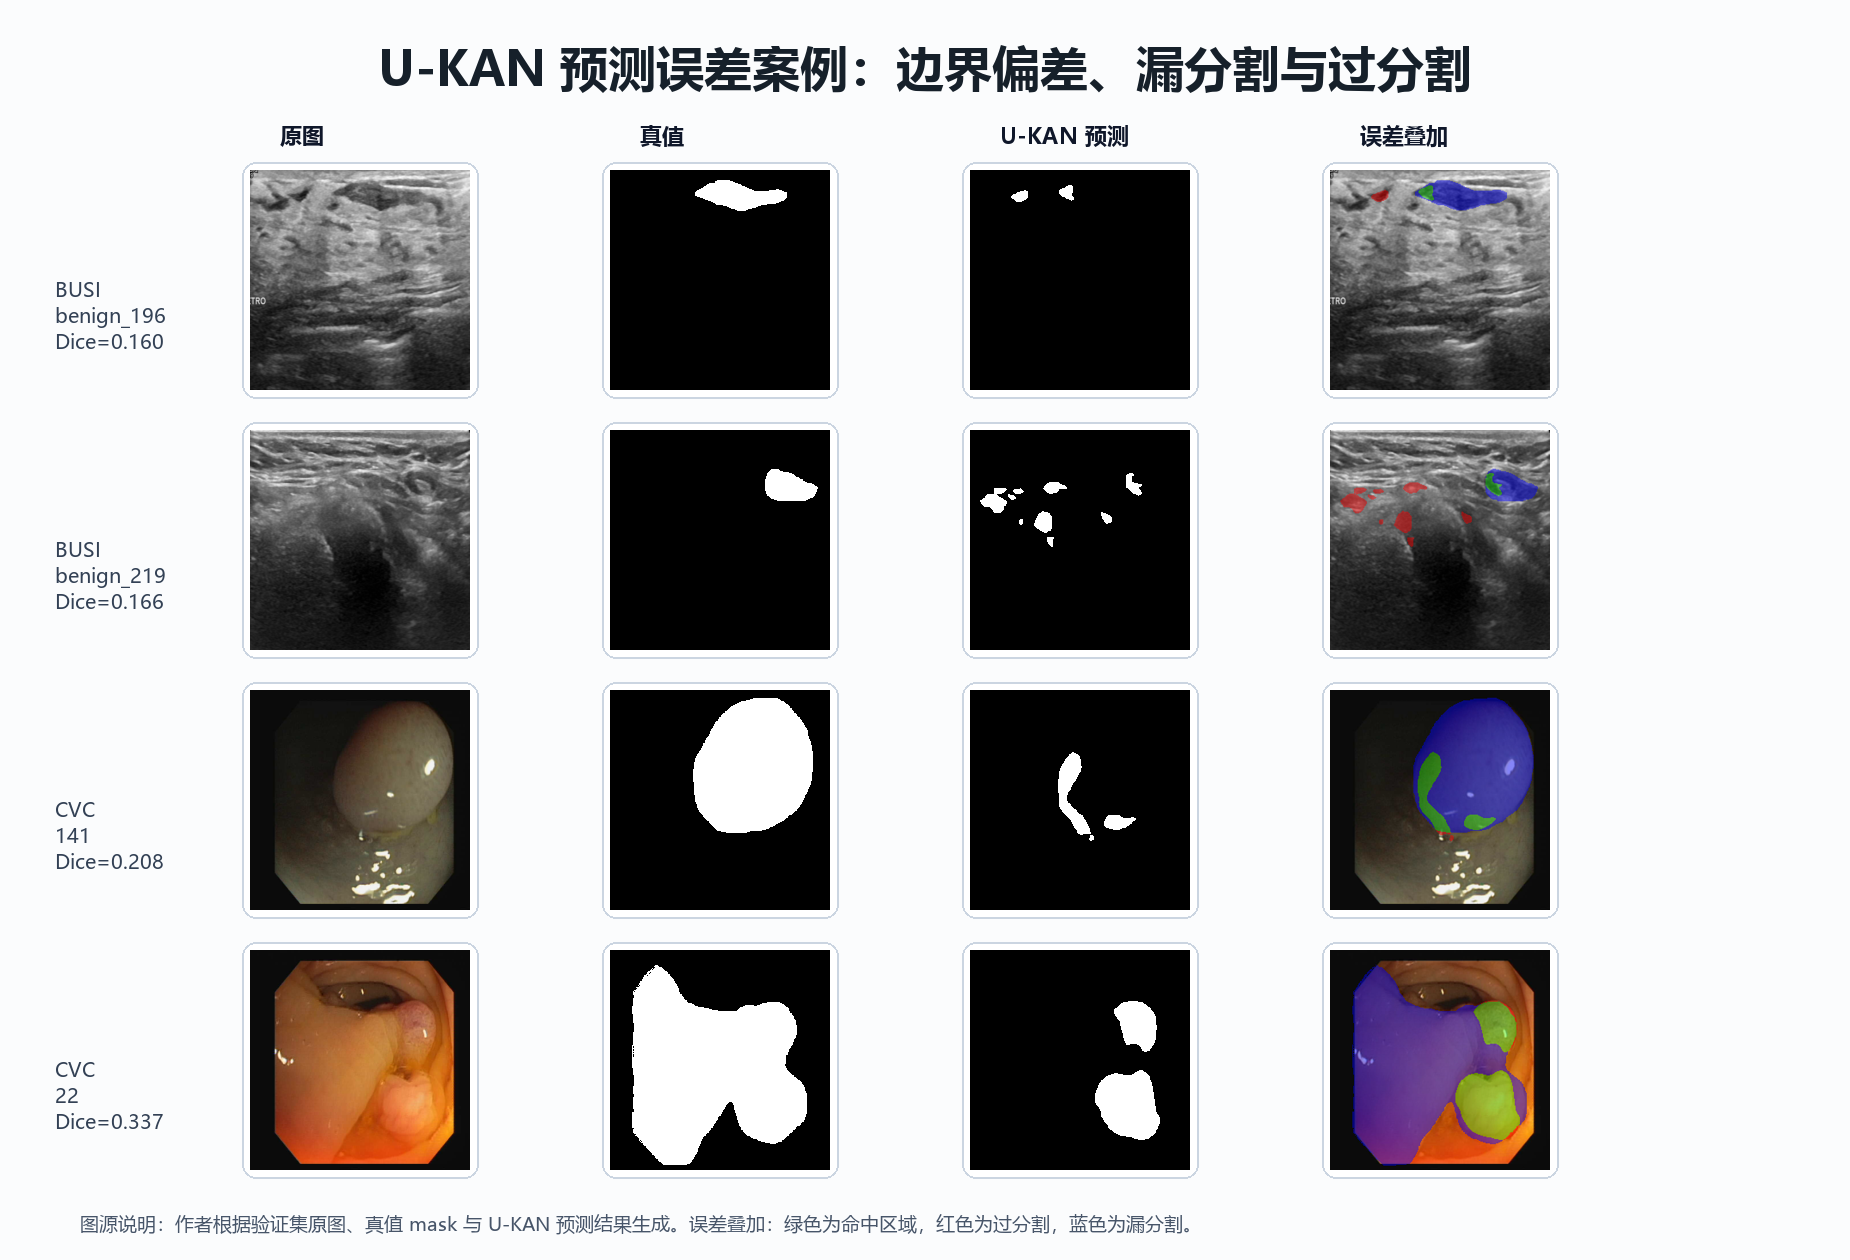 U-KAN 预测误差案例：边界偏差、漏分割与过分割
原图
真值
U-KAN 预测
误差叠加
BUSI
benign_196
Dice=0.160
TRO
TRO
BUSI
benign_219
Dice=0.166
CVC
141
Dice=0.208
CVC
22
Dice=0.337
图源说明：作者根据验证集原图、真值 mask 与 U-KAN 预测结果生成。误差叠加：绿色为命中区域，红色为过分割，蓝色为漏分割。